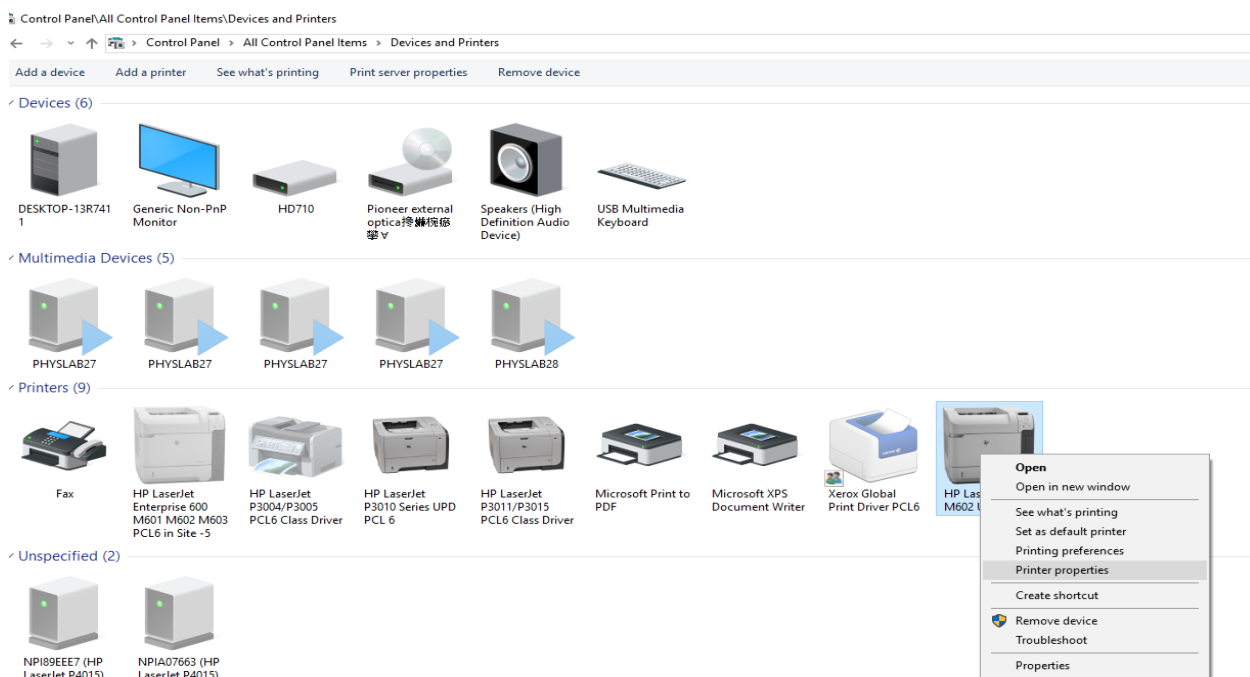 Control Panel\All Control Panel Items\Devices and Printers
Control Panel > All Control Panel Items > Devices and Printers
Add a device Add a printer See what's printing Print server properties Remove device
Devices (6)
DESKTOP-13R741
1
Generic Non-PnP
Monitor
HD710
Pioneer external
optica
Speakers (High
Definition Audio
Device)
USB Multimedia
Keyboard
Multimedia Devices (5)
PHYSLAB27 PHYSLAB27 PHYSLAB27 PHYSLAB27 PHYSLAB28
Printers (9)
Fax
HP LaserJet
Enterprise 600
M601 M602 M603
PCL6 in Site -5
HP LaserJet
P3004/P3005
PCL6 Class Driver
HP LaserJet
P3010 Series UPD
PCL 6
HP LaserJet
P3011/P3015
PCL6 Class Driver
Microsoft Print to
PDF
Microsoft XPS
Document Writer
Xerox Global
Print Driver PCL6
HP Las
M602 U
Open
Open in new window
See what's printing
Set as default printer
Printing preferences
Printer properties
Create shortcut
Remove device
Troubleshoot
Properties
Unspecified (2)
NPI89EEE7 (HP
LaserJet P4015)
NPIA07663 (HP
LaserJet P4015)